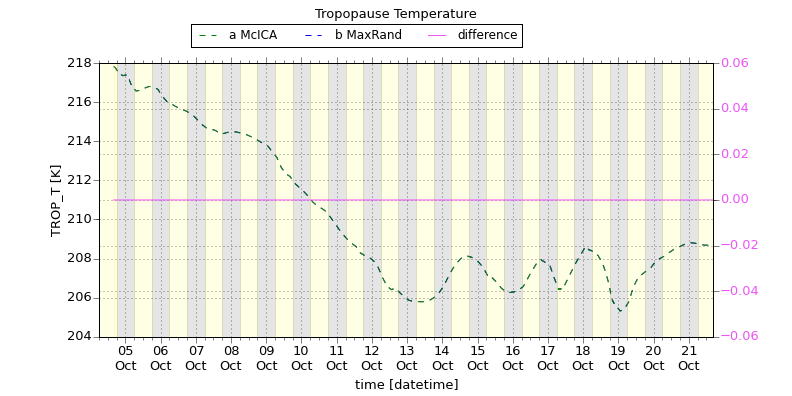 Tropopause Temperature
a McICA b MaxRand difference
218 0.06
216 0.04
214 0.02
212 0.00
210 −0.02
208 −0.04
206 −0.06
204
TROP_T [K]
05 06 07 08 09 10 11 12 13 14 15 16 17 18 19 20 21
Oct Oct Oct Oct Oct Oct Oct Oct Oct Oct Oct Oct Oct Oct Oct Oct Oct
time [datetime]